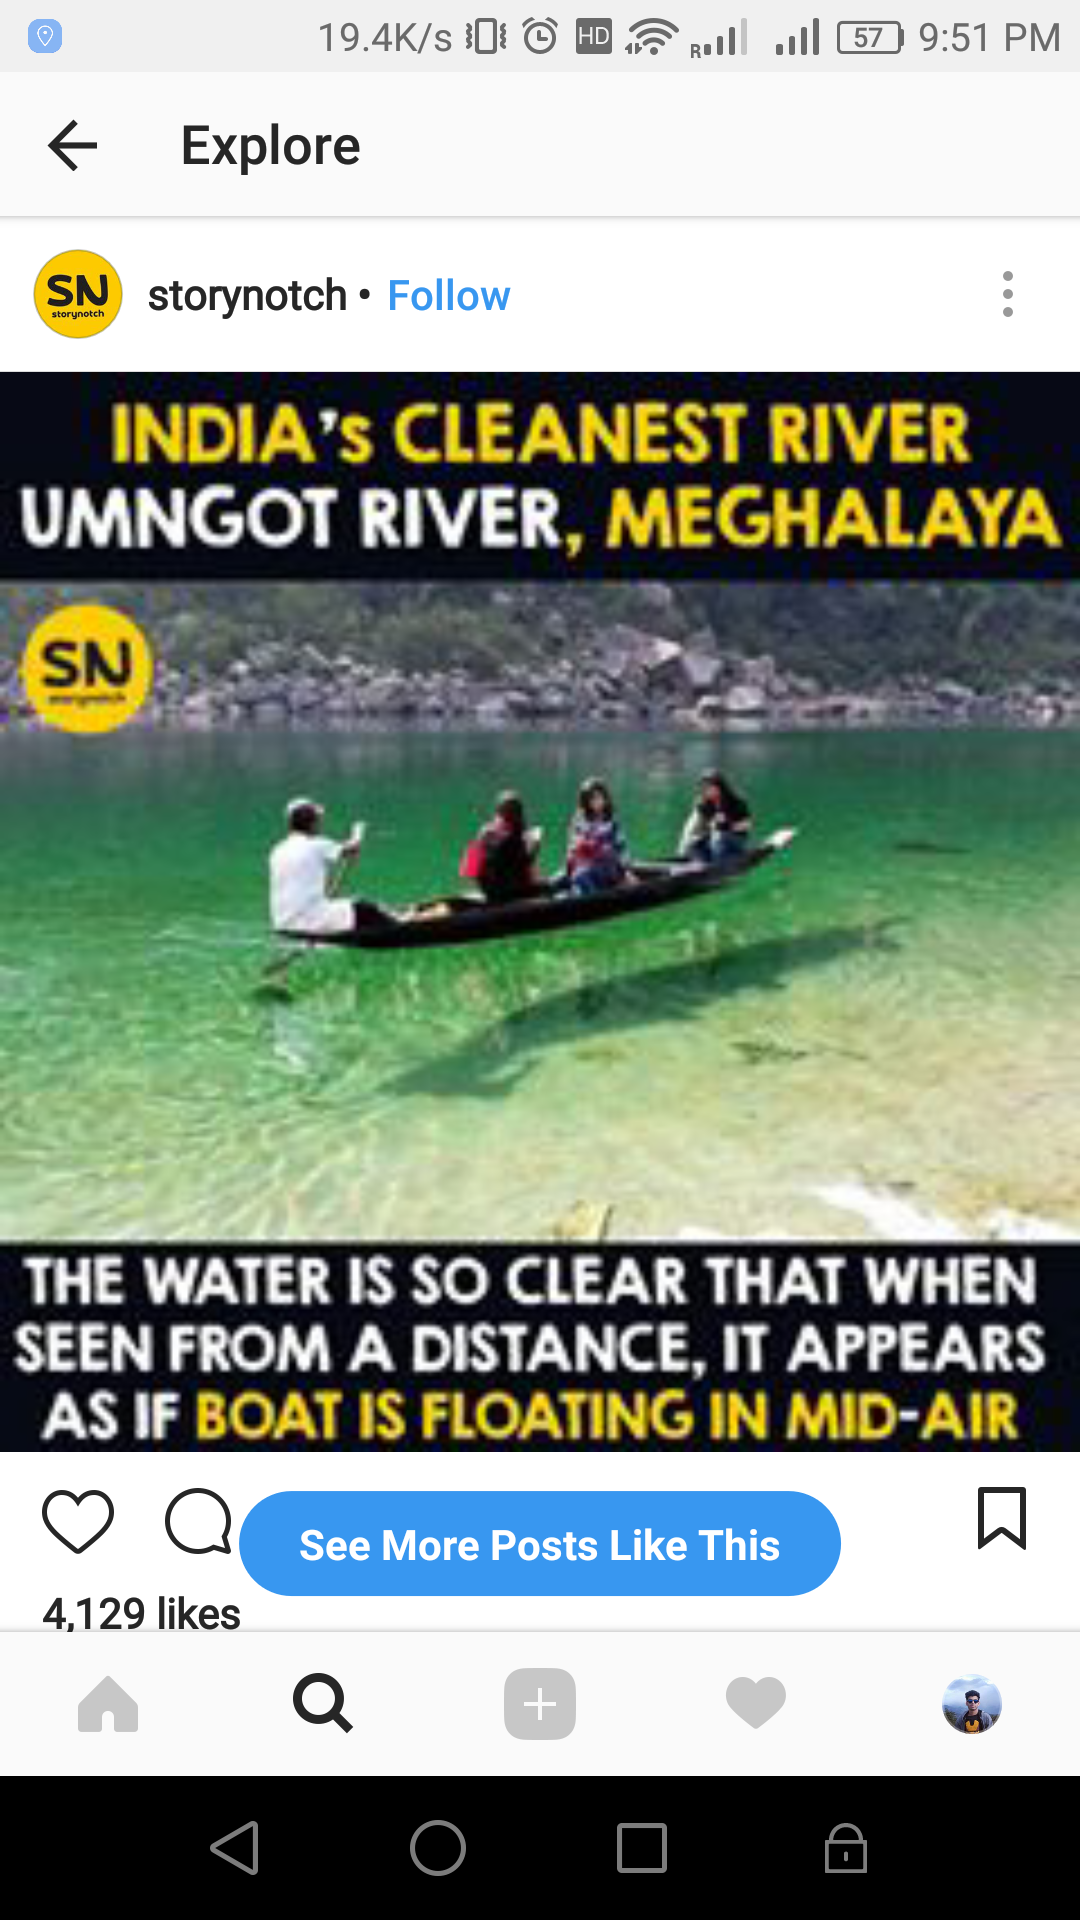 19.4K/s HD R 57 9:51 PM
Explore
SN
storynotch
storynotch • Follow
INDIA's CLEANEST RIVER
UMNGOT RIVER, MEGHALAYA
SN
storynotch
THE WATER IS SO CLEAR THAT WHEN
SEEN FROM A DISTANCE, IT APPEARS
AS IF BOAT IS FLOATING IN MID-AIR
See More Posts Like This
4,129 likes